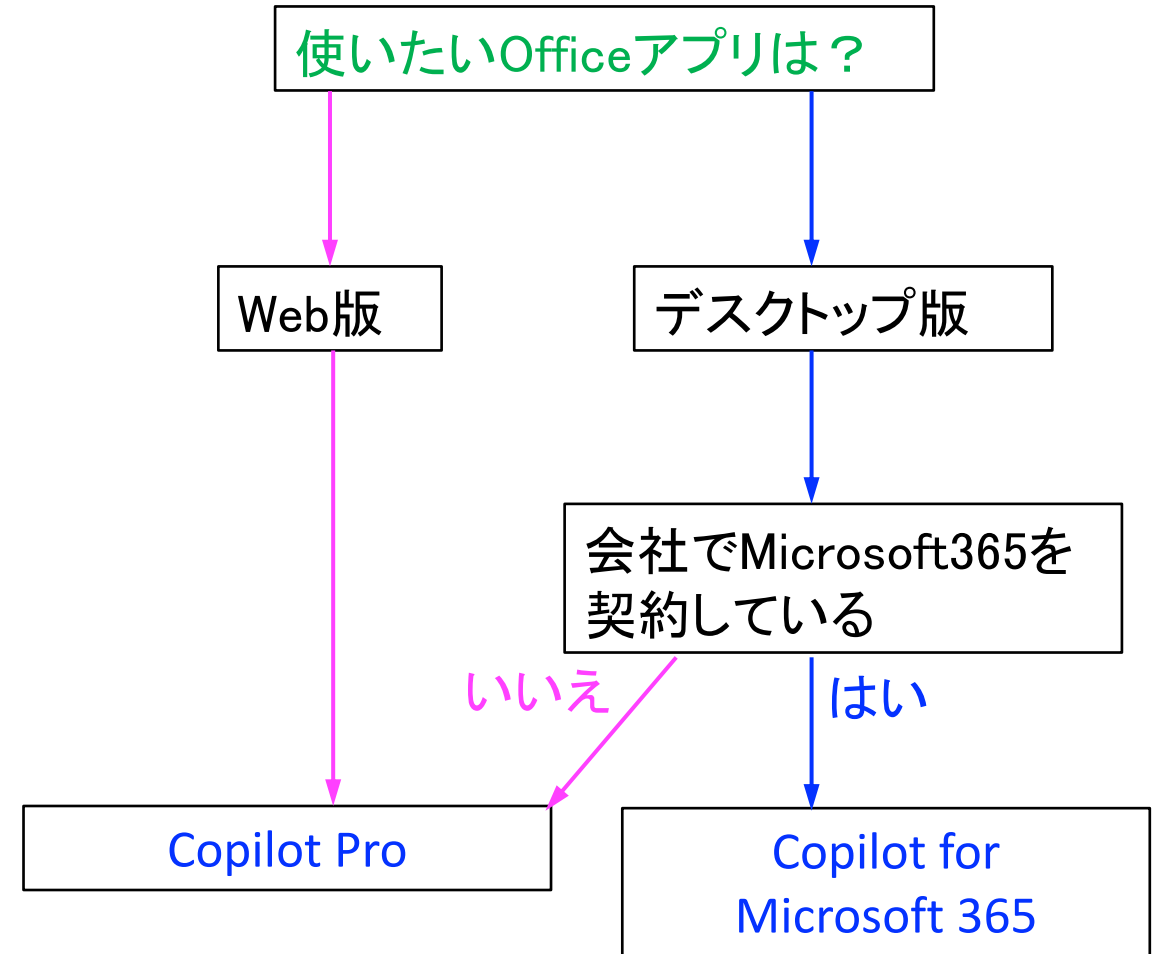 使いたいOfficeアプリは？
Web版
デスクトップ版
会社でMicrosoft365を
契約している
いいえ
はい
Copilot Pro
Copilot for
Microsoft 365